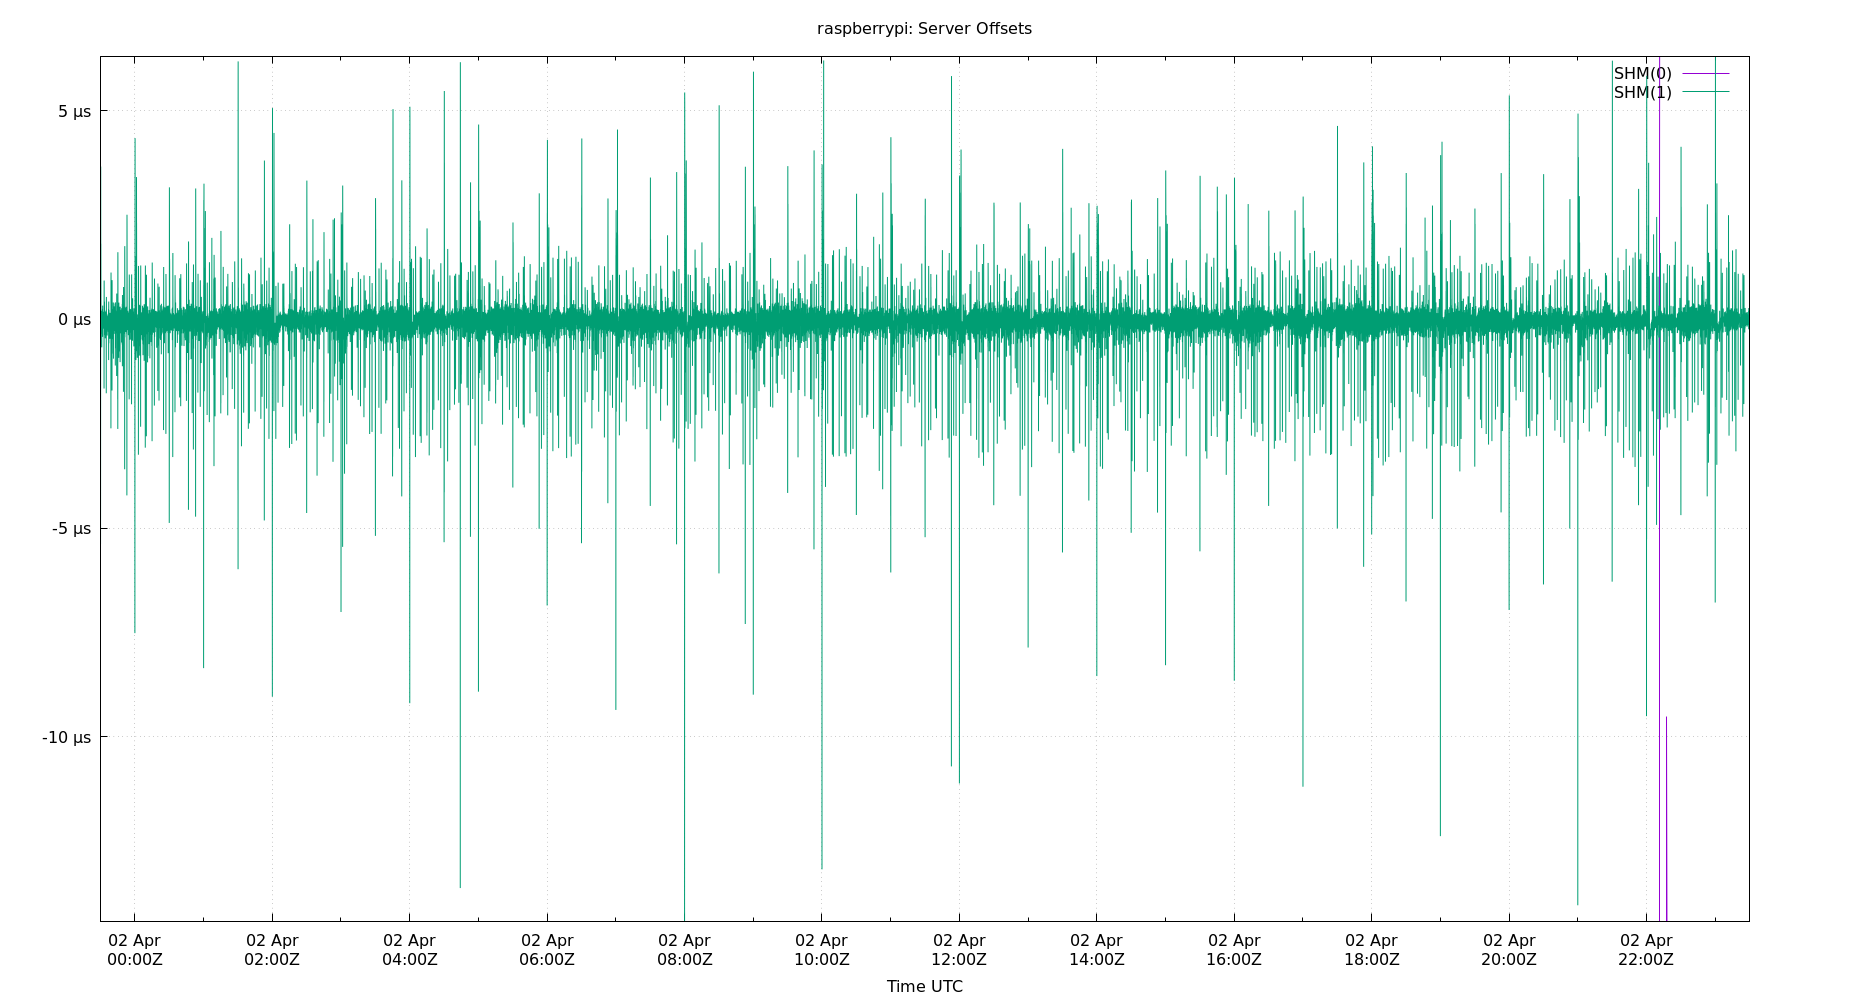 raspberrypi: Server Offsets
SHM(0)
SHM(1)
5 µs
0 µs
-5 µs
-10 µs
02 Apr 02 Apr 02 Apr 02 Apr 02 Apr 02 Apr 02 Apr 02 Apr 02 Apr 02 Apr 02 Apr 02 Apr
00:00Z 02:00Z 04:00Z 06:00Z 08:00Z 10:00Z 12:00Z 14:00Z 16:00Z 18:00Z 20:00Z 22:00Z
Time UTC